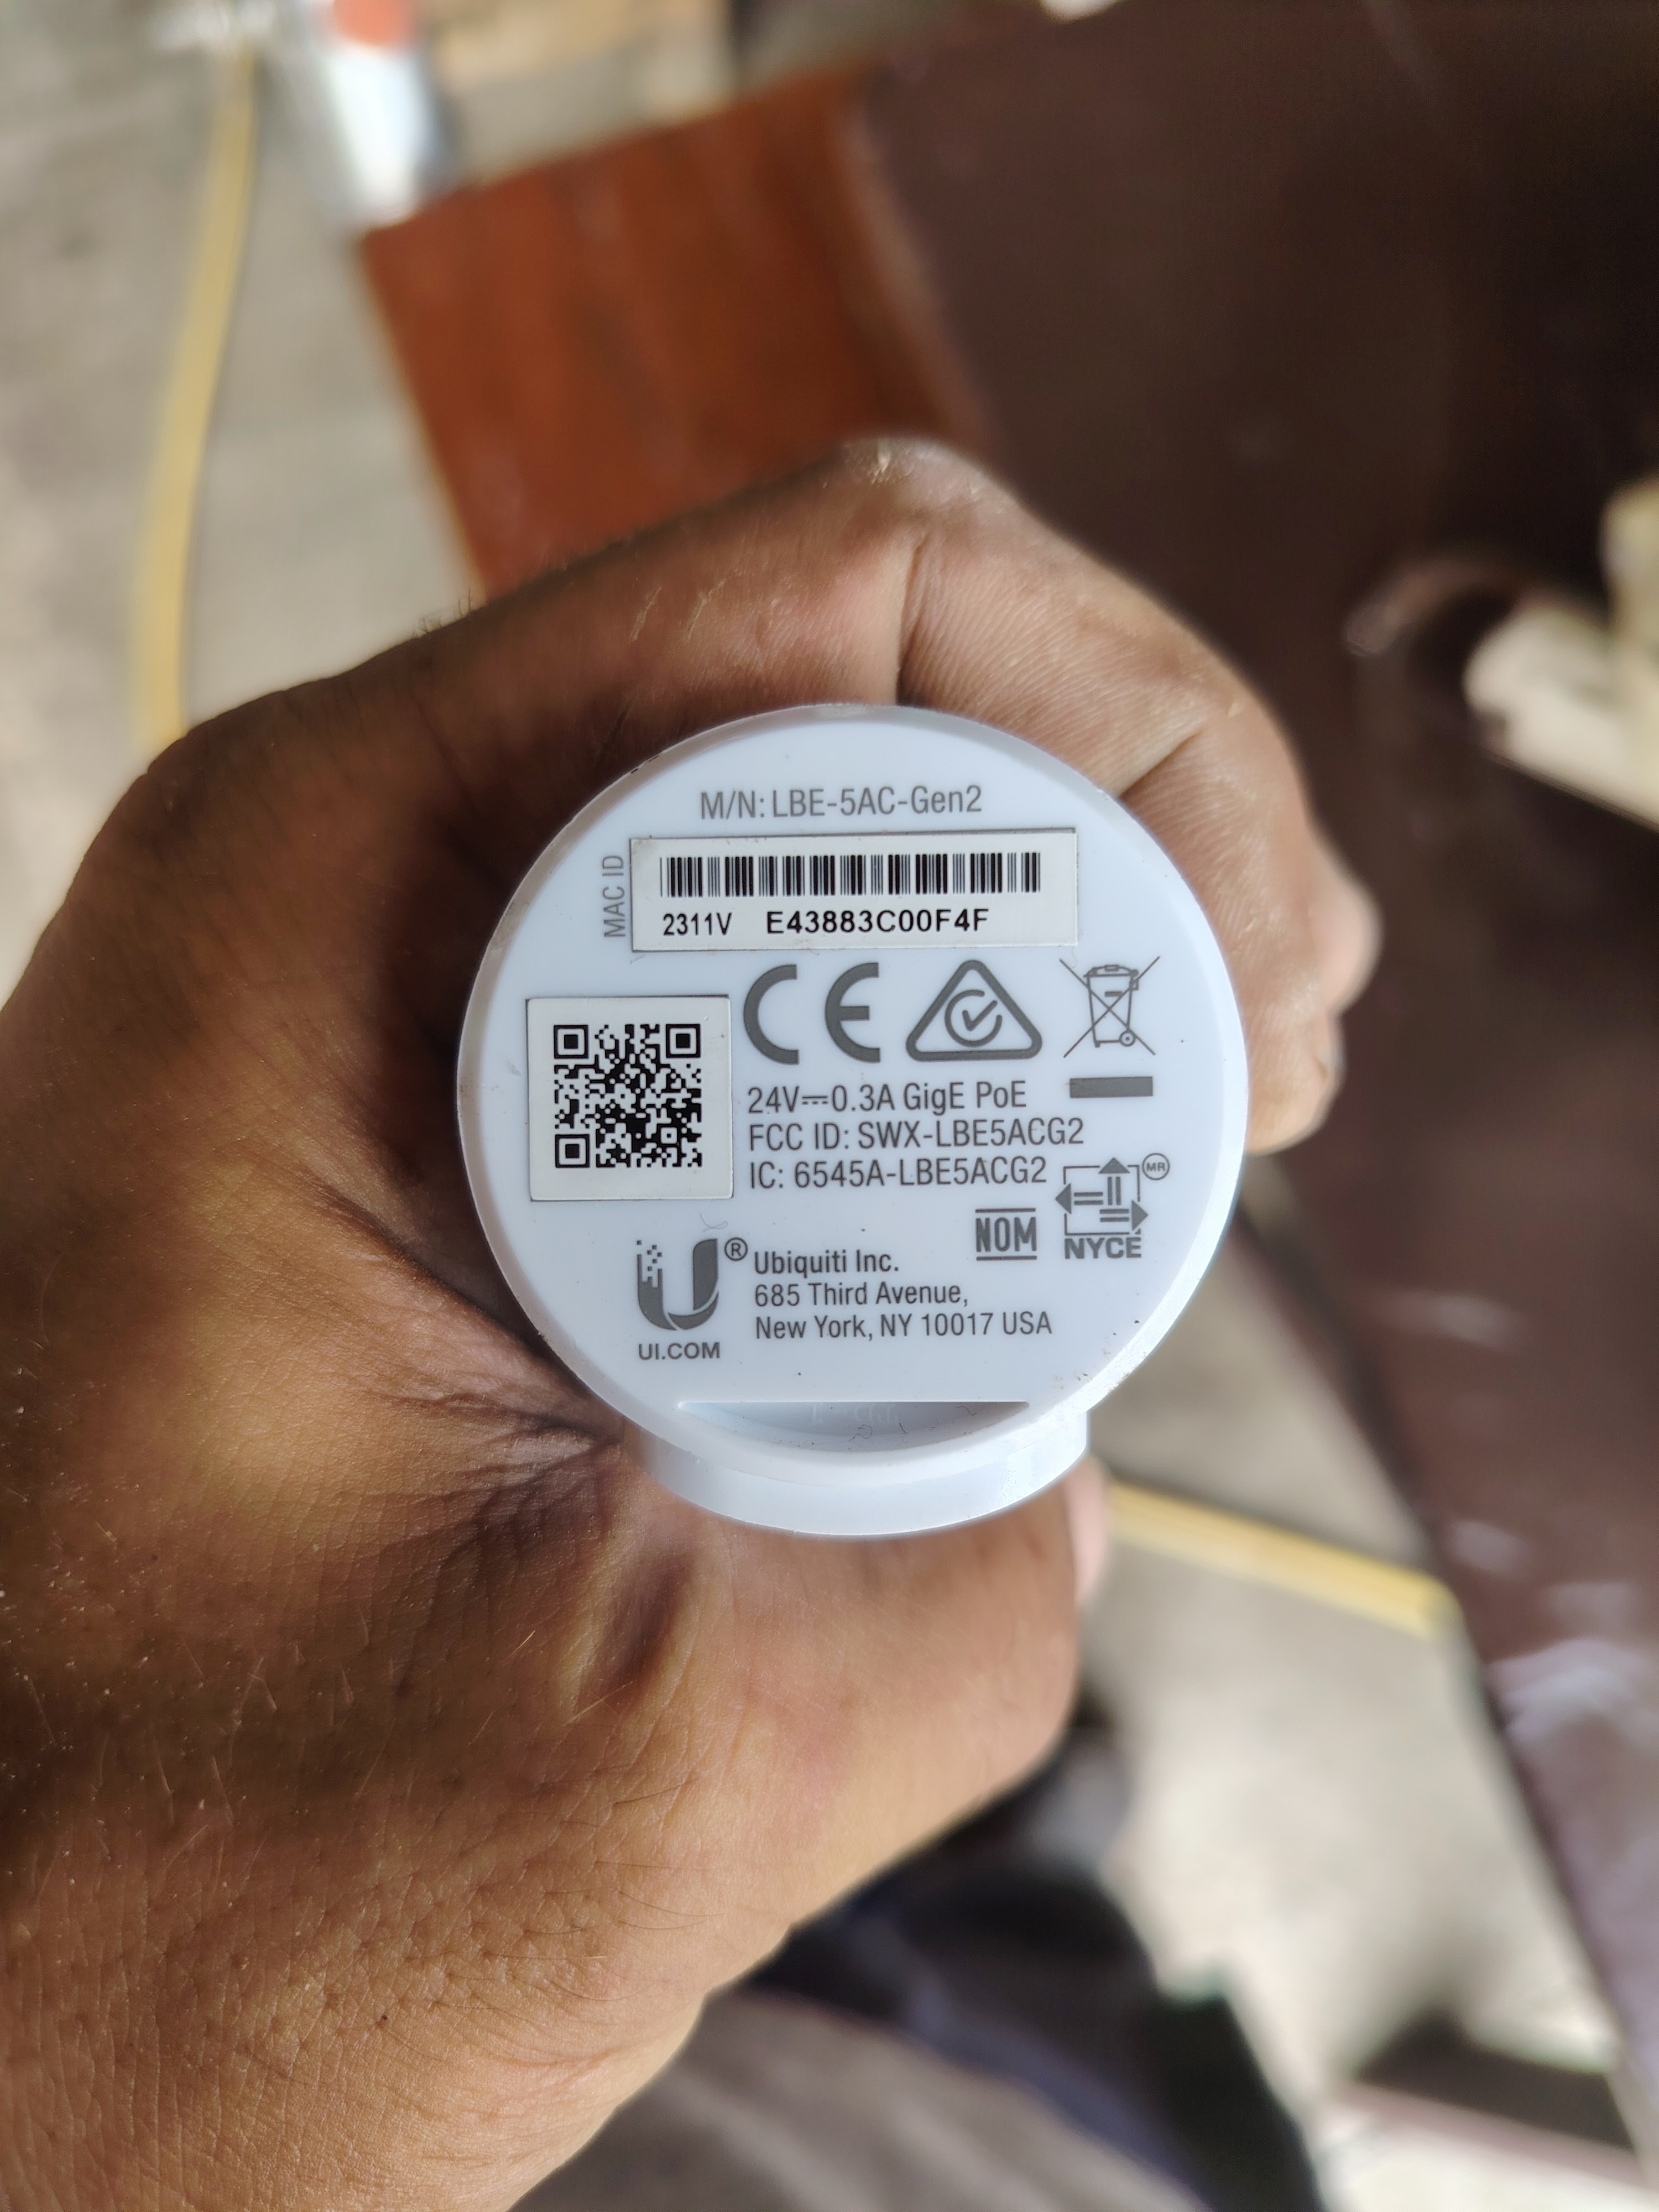 M/N: LBE-5AC-Gen2
MAC ID
2311V E43883C00F4F
CE
24V⎓0.3A GigE PoE
FCC ID: SWX-LBE5ACG2
IC: 6545A-LBE5ACG2
MR
NOM
NYCE
U®
Ubiquiti Inc.
685 Third Avenue,
New York, NY 10017 USA
UI.COM